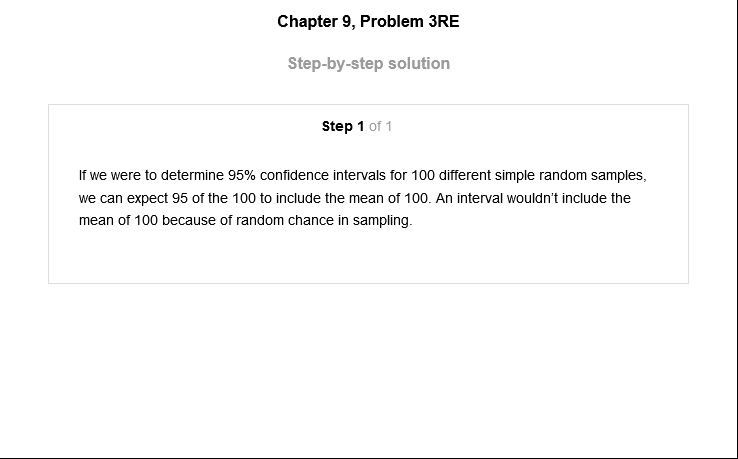 Chapter 9, Problem 3RE
Step-by-step solution
Step 1 of 1
If we were to determine 95% confidence intervals for 100 different simple random samples,
we can expect 95 of the 100 to include the mean of 100. An interval wouldn't include the
mean of 100 because of random chance in sampling.